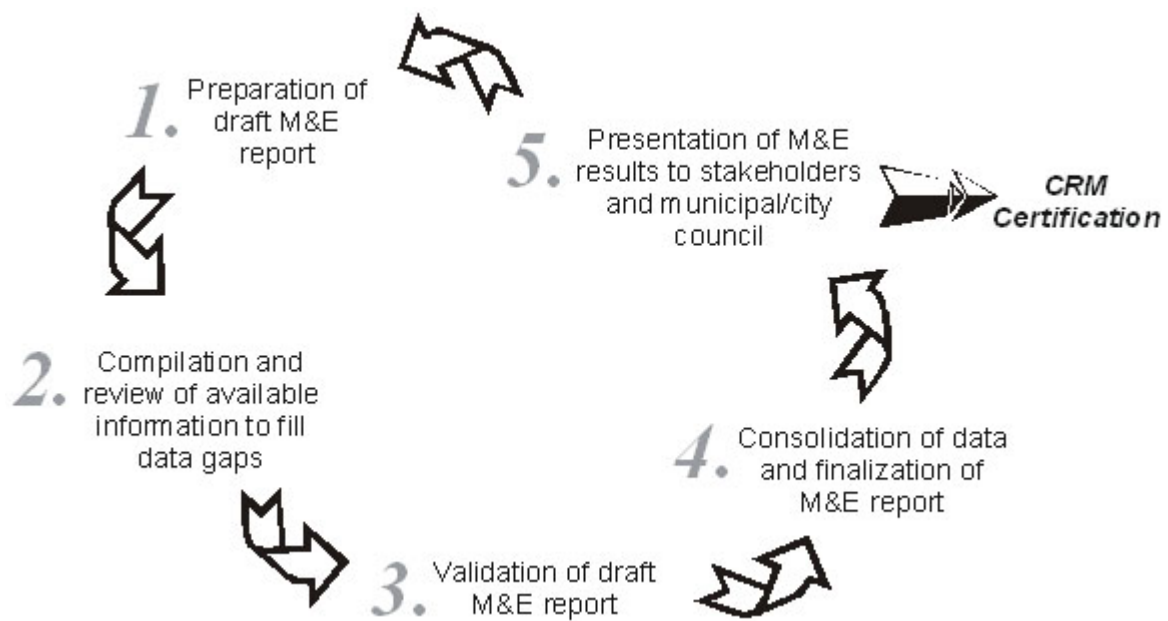 1. Preparation of
draft M&E
report
2. Compilation and
review of available
information to fill
data gaps
3. Validation of draft
M&E report
4. Consolidation of data
and finalization of
M&E report
5. Presentation of M&E
results to stakeholders
and municipal/city
council
CRM
Certification